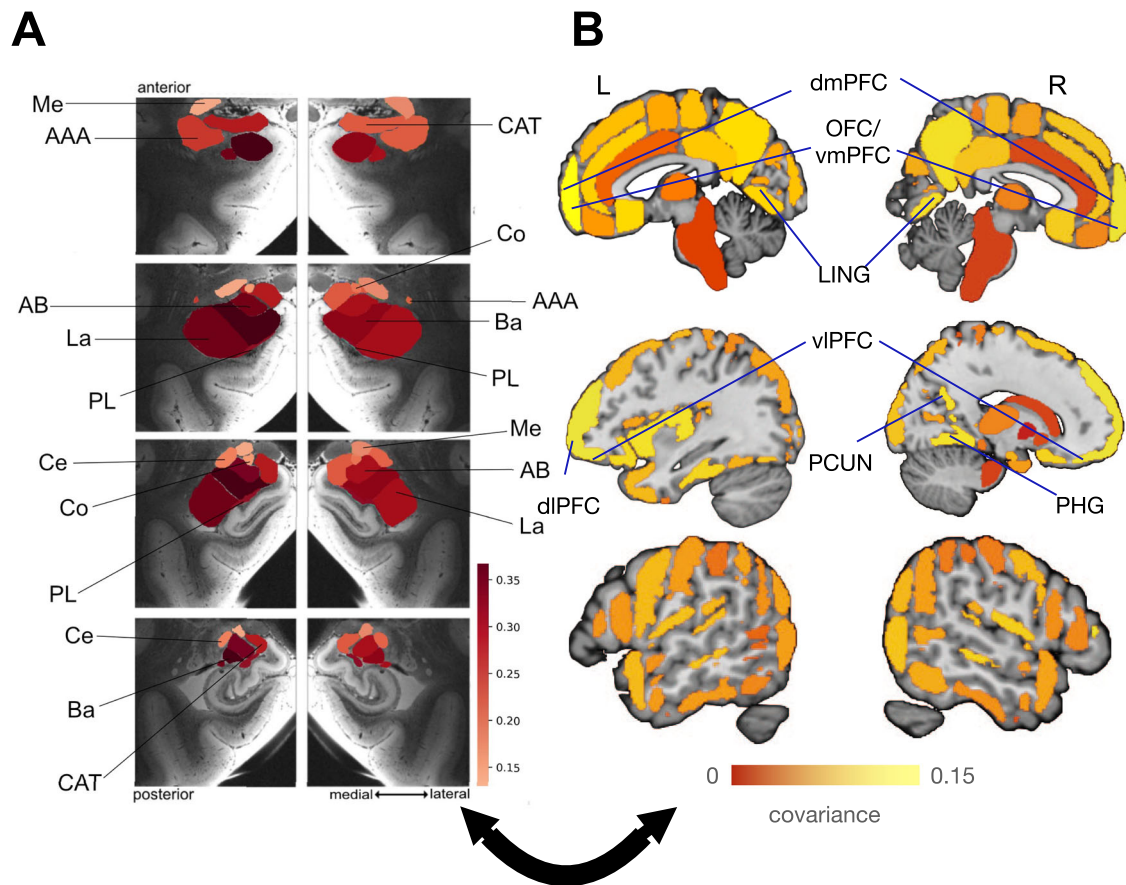 A
anterior
Me
AAA
CAT
Co
AB
La
PL
AAA
Ba
PL
Ce
Co
PL
Me
AB
La
Ce
Ba
CAT
posterior
medial
lateral
0.35
0.30
0.25
0.20
0.15
B
L
R
dmPFC
OFC/
vmPFC
LING
vlPFC
dlPFC
PCUN
PHG
0
0.15
covariance